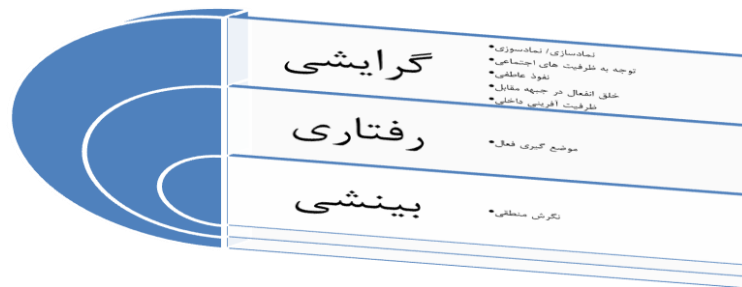 گرایشی
•نمادسازی/ نمادسوزی
•توجه به ظرفیت های اجتماعی
•نفوذ عاطفی
•خلق انفعال در جبهه مقابل
•ظرفیت آفرینی داخلی
رفتاری
•موضع گیری فعال
بینشی
•نگرش منطقی